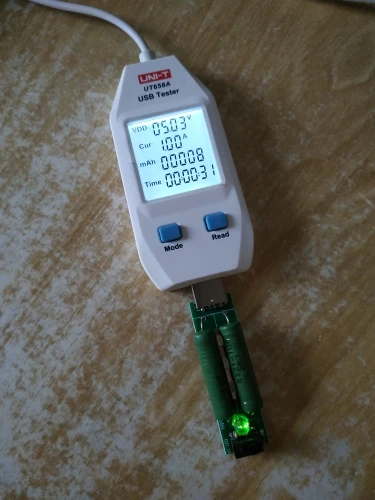 UNI-T
UT658A
USB Tester
VDD 05.03 V
Cur 1.00 A
mAh 00008
Time 00:00:31
Mode Read